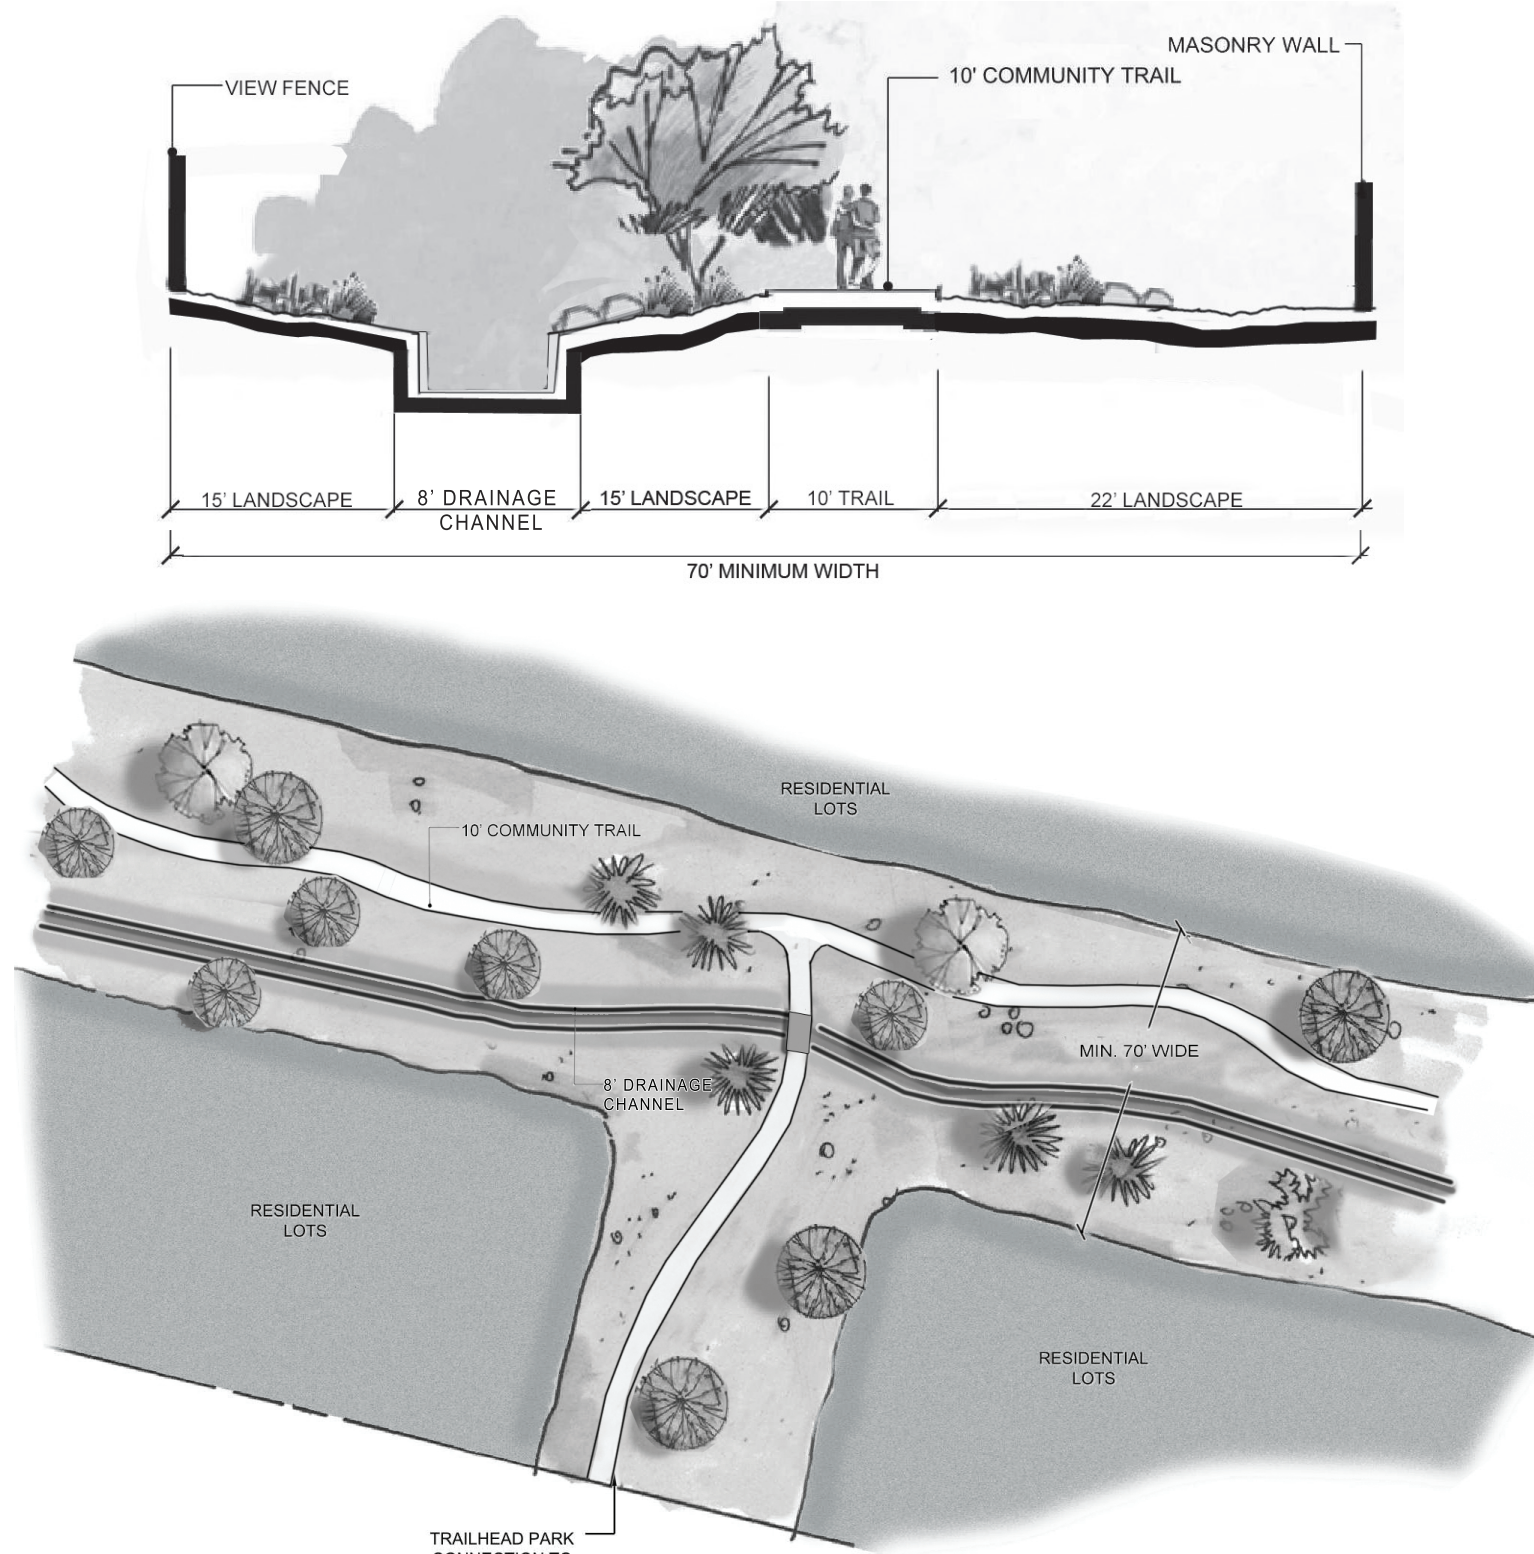 MASONRY WALL
10' COMMUNITY TRAIL
VIEW FENCE
15' LANDSCAPE
8' DRAINAGE
CHANNEL
15' LANDSCAPE
10' TRAIL
22' LANDSCAPE
70' MINIMUM WIDTH
RESIDENTIAL
LOTS
10' COMMUNITY TRAIL
MIN. 70' WIDE
8' DRAINAGE
CHANNEL
RESIDENTIAL
LOTS
RESIDENTIAL
LOTS
TRAILHEAD PARK
CONNECTION TO